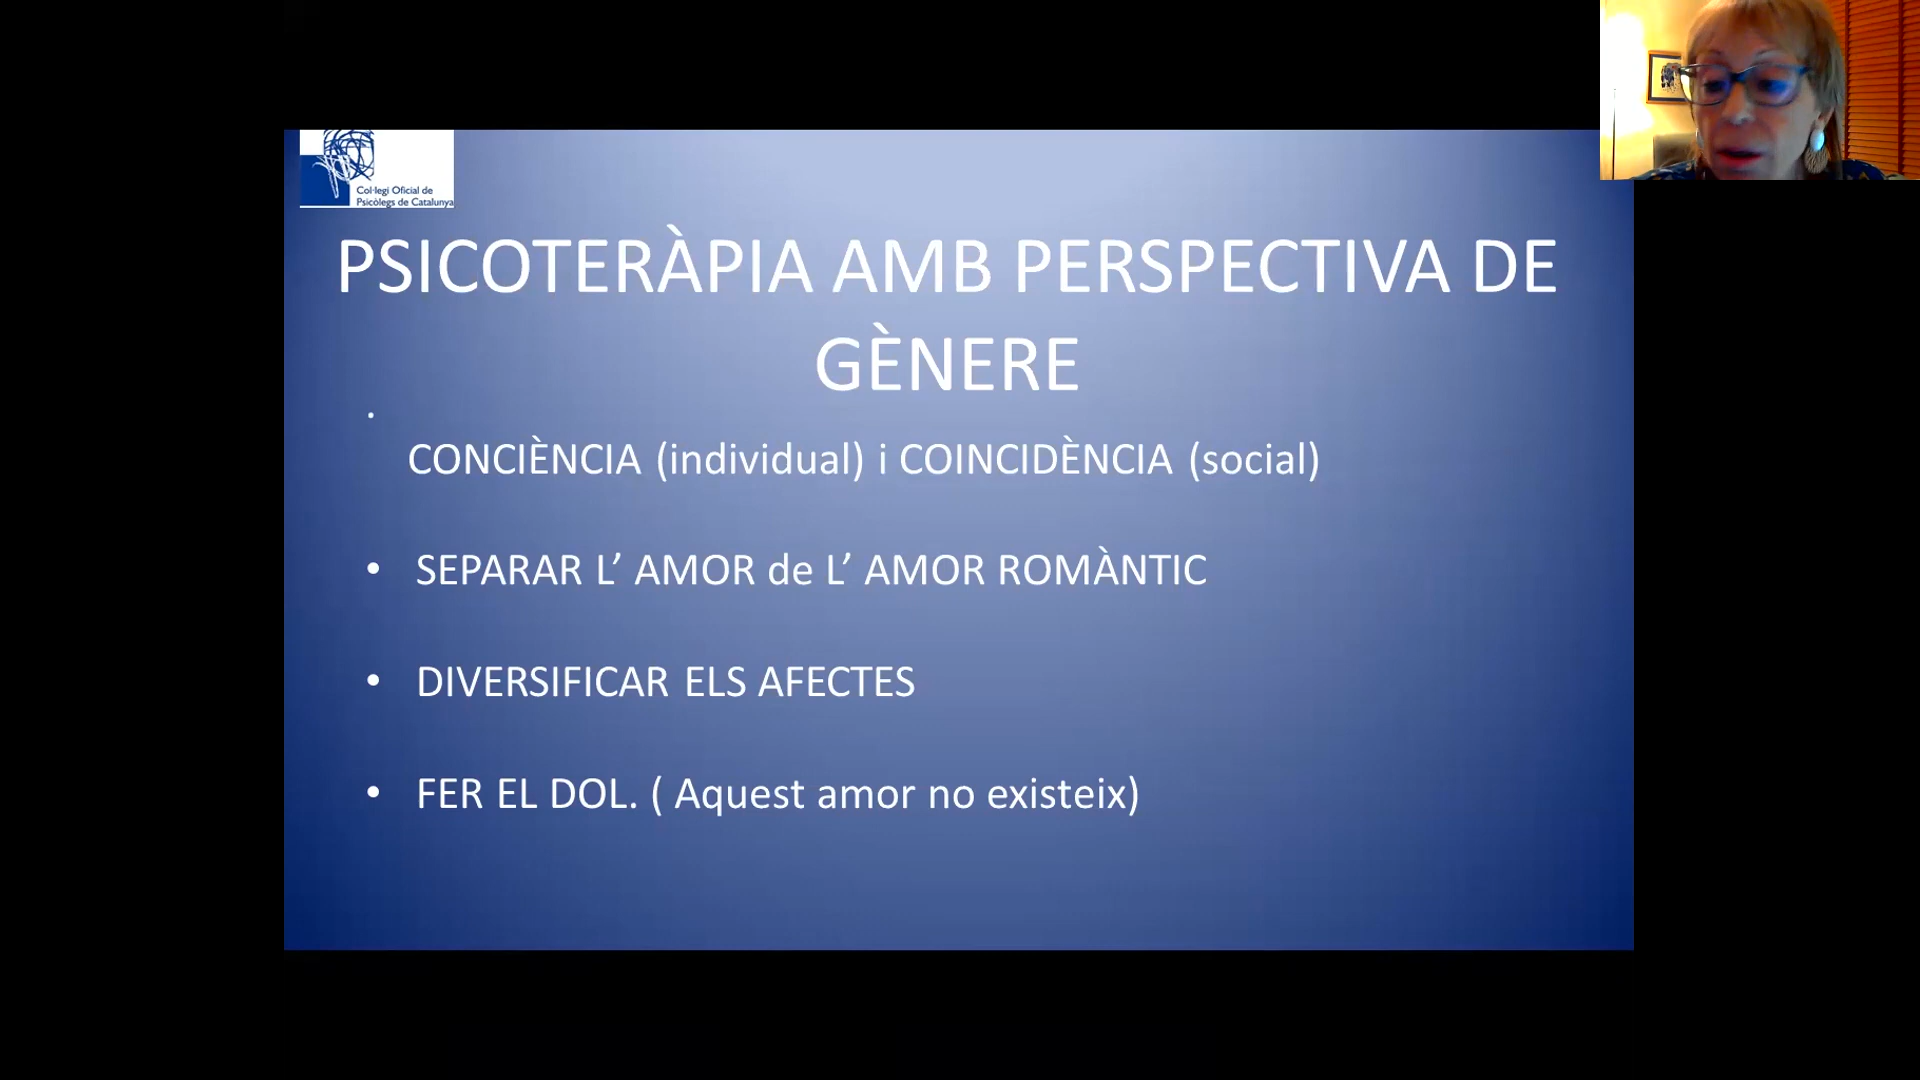 Col·legi Oficial de
Psicòlegs de Catalunya
PSICOTERÀPIA AMB PERSPECTIVA DE
GÈNERE
CONCIÈNCIA (individual) i COINCIDÈNCIA (social)
• SEPARAR L’ AMOR de L’ AMOR ROMÀNTIC
• DIVERSIFICAR ELS AFECTES
• FER EL DOL. ( Aquest amor no existeix)